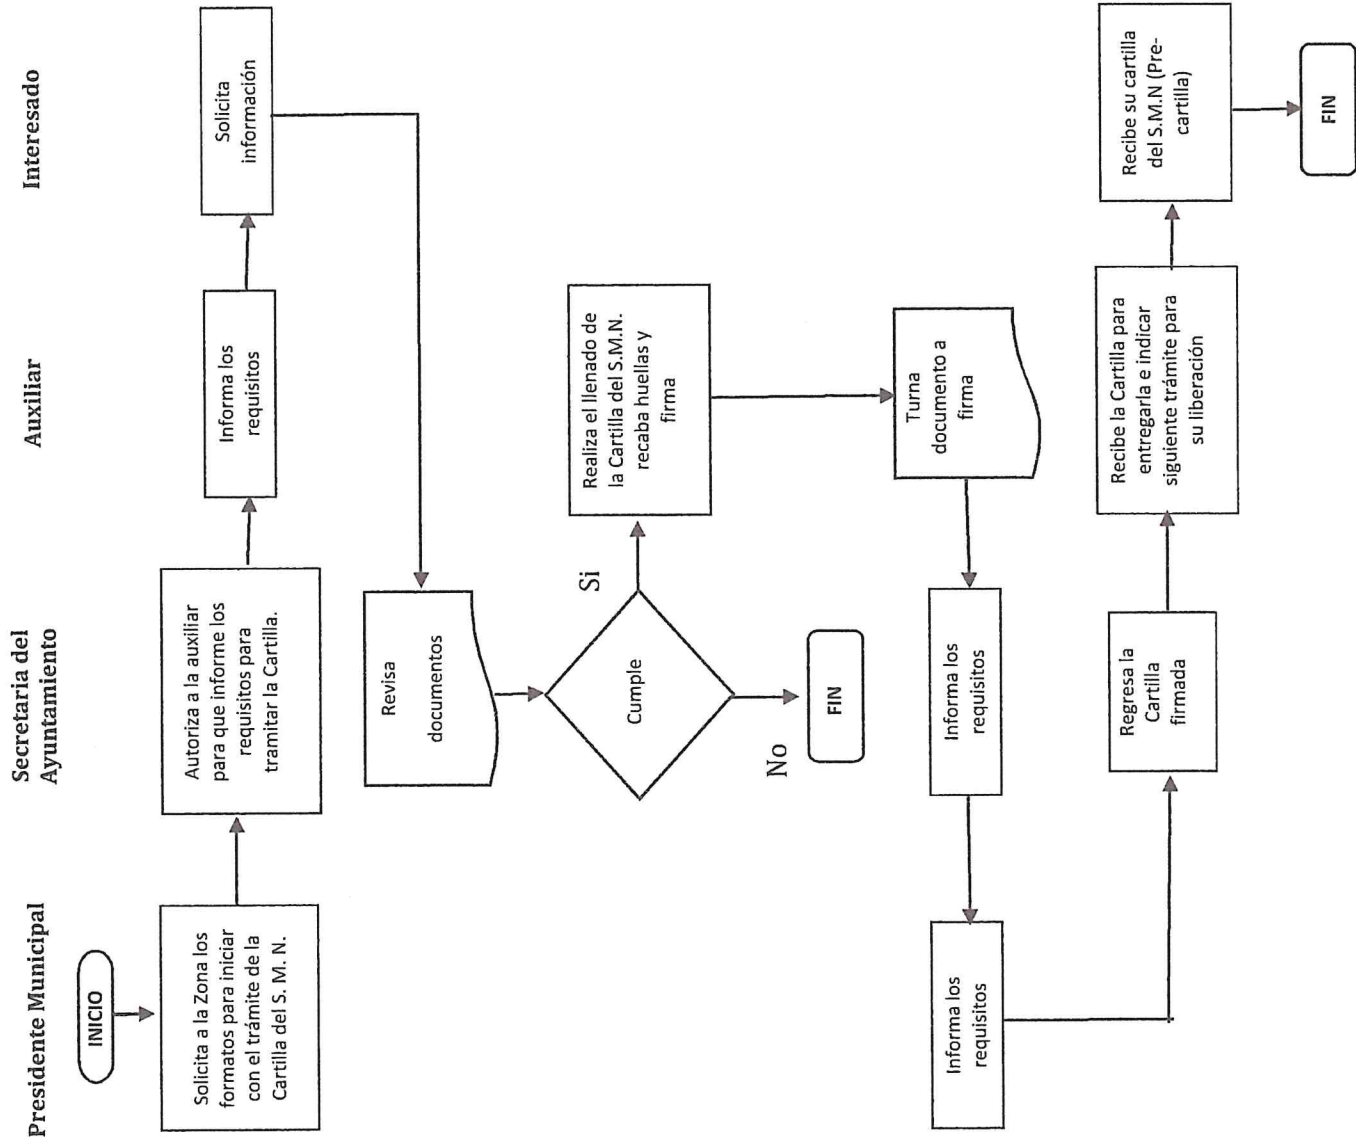 Presidente Municipal
Secretaria del
Ayuntamiento
Auxiliar
Interesado
INICIO
Solicita a la Zona los
formatos para iniciar
con el trámite de la
Cartilla del S. M. N.
Autoriza a la auxiliar
para que informe los
requisitos para
tramitar la Cartilla.
Informa los
requisitos
Solicita
información
Revisa
documentos
Cumple
Si
No
FIN
Realiza el llenado de
la Cartilla del S.M.N.
recaba huellas y
firma
Turna
documento a
firma
Informa los
requisitos
Informa los
requisitos
Regresa la
Cartilla
firmada
Recibe la Cartilla para
entregarla e indicar
siguiente trámite para
su liberación
Recibe su cartilla
del S.M.N (Pre-
cartilla)
FIN